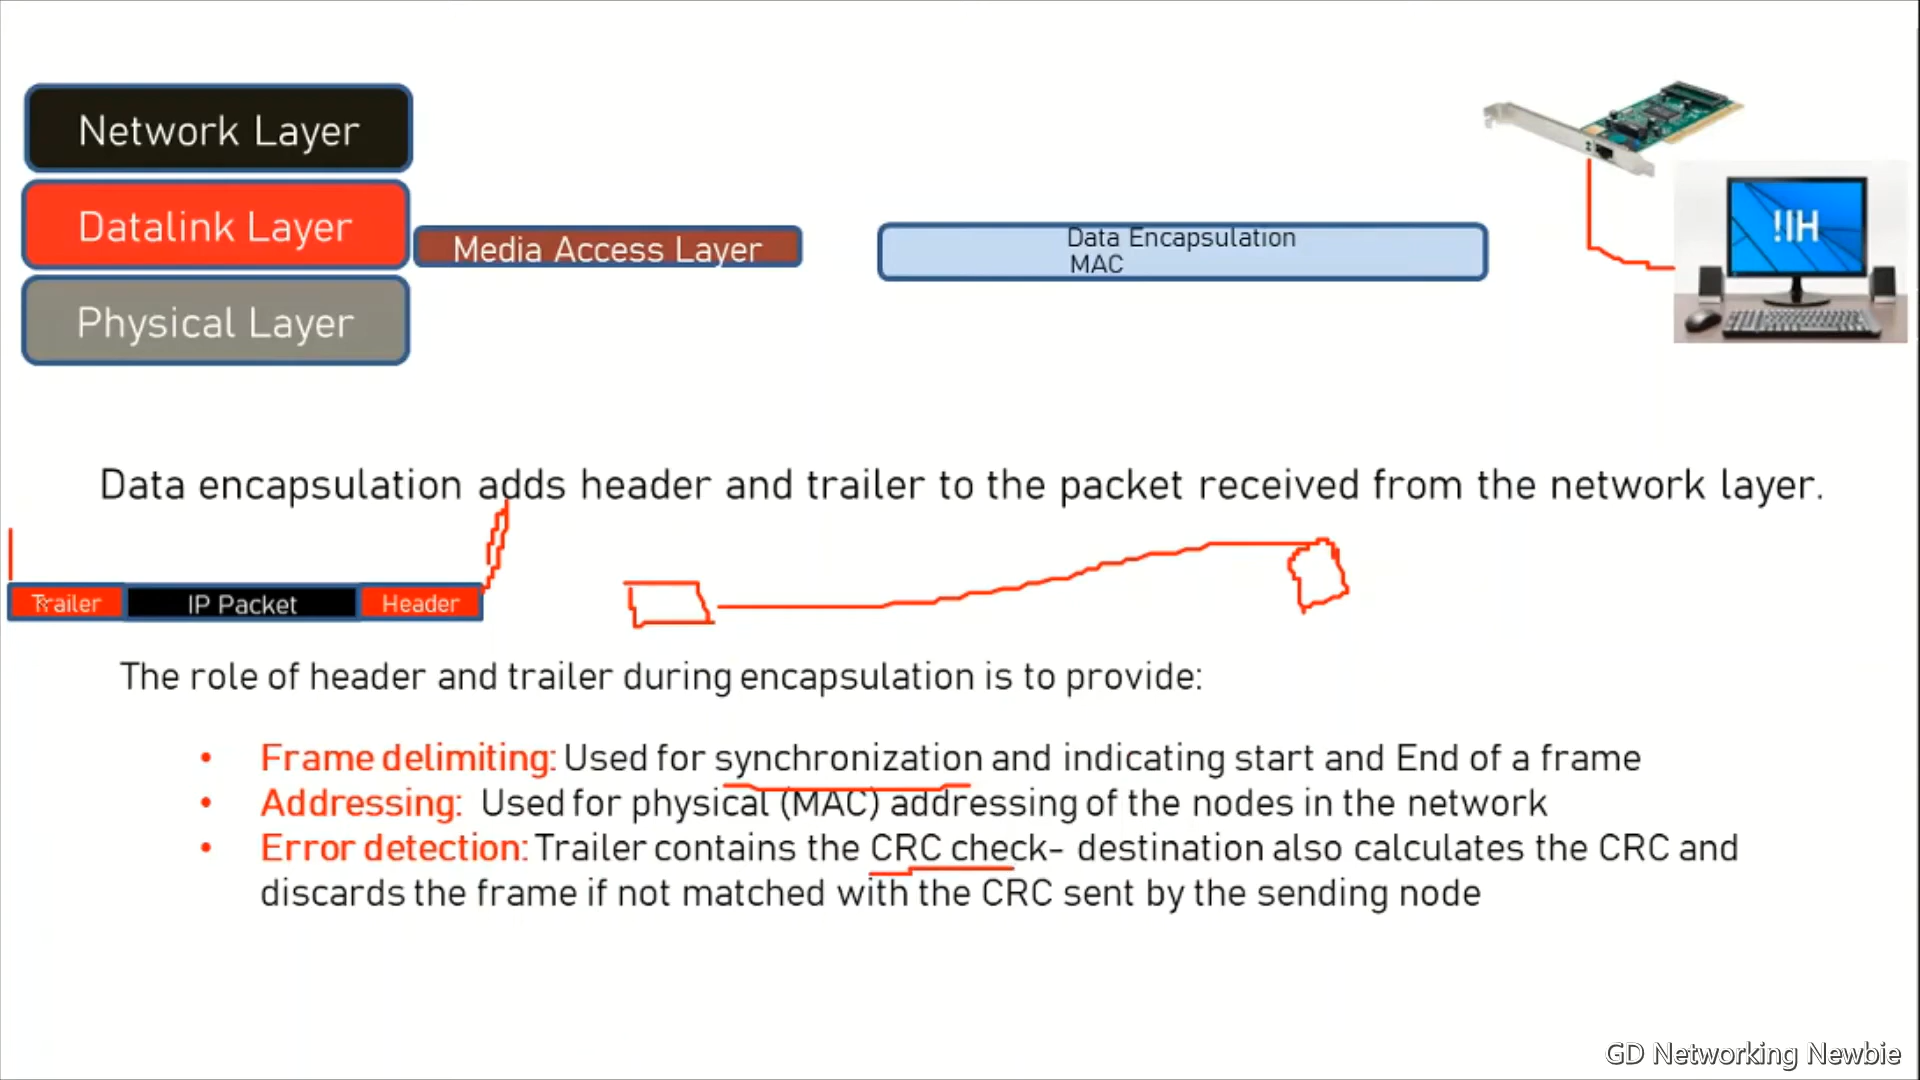 Network Layer
Datalink Layer
Media Access Layer
Data Encapsulation
MAC
Physical Layer
!IH
Data encapsulation adds header and trailer to the packet received from the network layer.
Trailer IP Packet Header
The role of header and trailer during encapsulation is to provide:
• Frame delimiting: Used for synchronization and indicating start and End of a frame
• Addressing: Used for physical (MAC) addressing of the nodes in the network
• Error detection: Trailer contains the CRC check- destination also calculates the CRC and
discards the frame if not matched with the CRC sent by the sending node
GD Networking Newbie